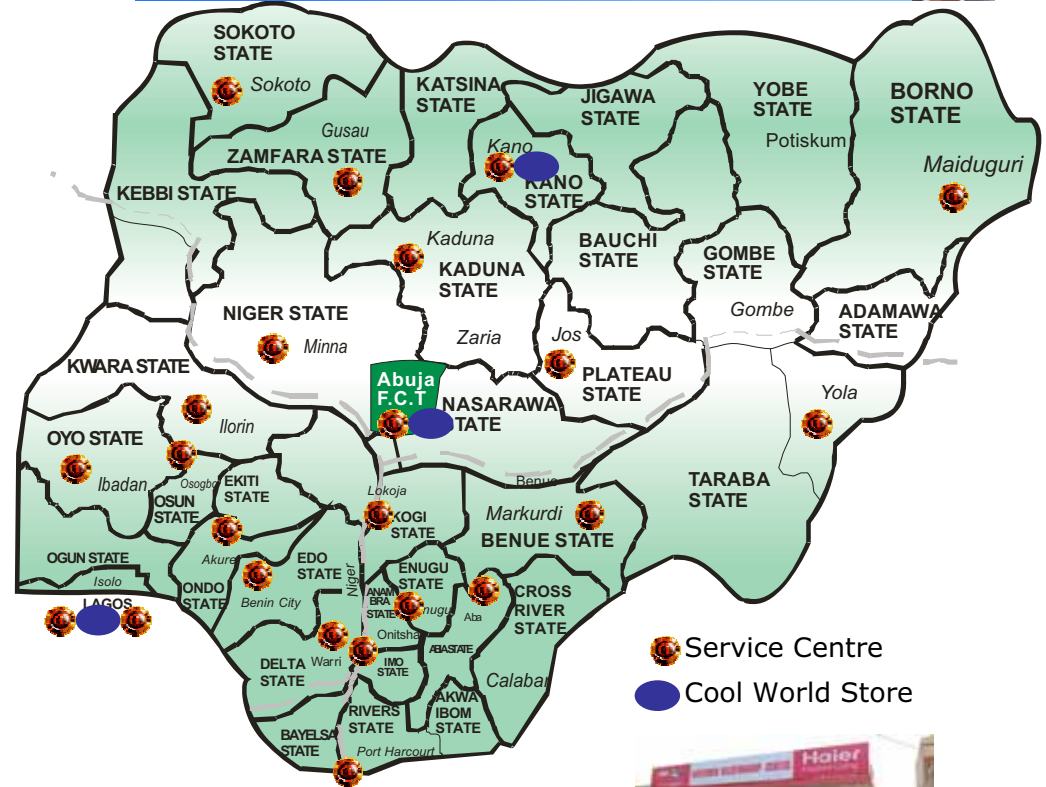 SOKOTO
STATE
Sokoto
KATSINA
STATE
JIGAWA
STATE
YOBE
STATE
Potiskum
BORNO
STATE
Maiduguri
Gusau
ZAMFARA STATE
Kano
KANO
STATE
KEBBI STATE
Kaduna
KADUNA
STATE
BAUCHI
STATE
GOMBE
STATE
Gombe
ADAMAWA
STATE
NIGER STATE
Minna
Zaria
Jos
PLATEAU
STATE
KWARA STATE
Abuja
F.C.T
NASARAWA
TATE
Yola
Ilorin
OYO STATE
Ibadan
Osogbo
OSUN
STATE
EKITI
STATE
Lokoja
KOGI
STATE
Benue
Markurdi
BENUE STATE
TARABA
STATE
OGUN STATE
Isolo
LAGOS
Akure
ONDO
STATE
EDO
STATE
Benin City
Niger
ANAM
BRA
STATE
ENUGU
STATE
nugu
Onitsha
Aba
ABIA STATE
CROSS
RIVER
STATE
Calabar
DELTA
STATE
Warri
IMO
STATE
RIVERS
STATE
AKWA
IBOM
STATE
BAYELSA
STATE
Port Harcourt
Service Centre
Cool World Store
Haier